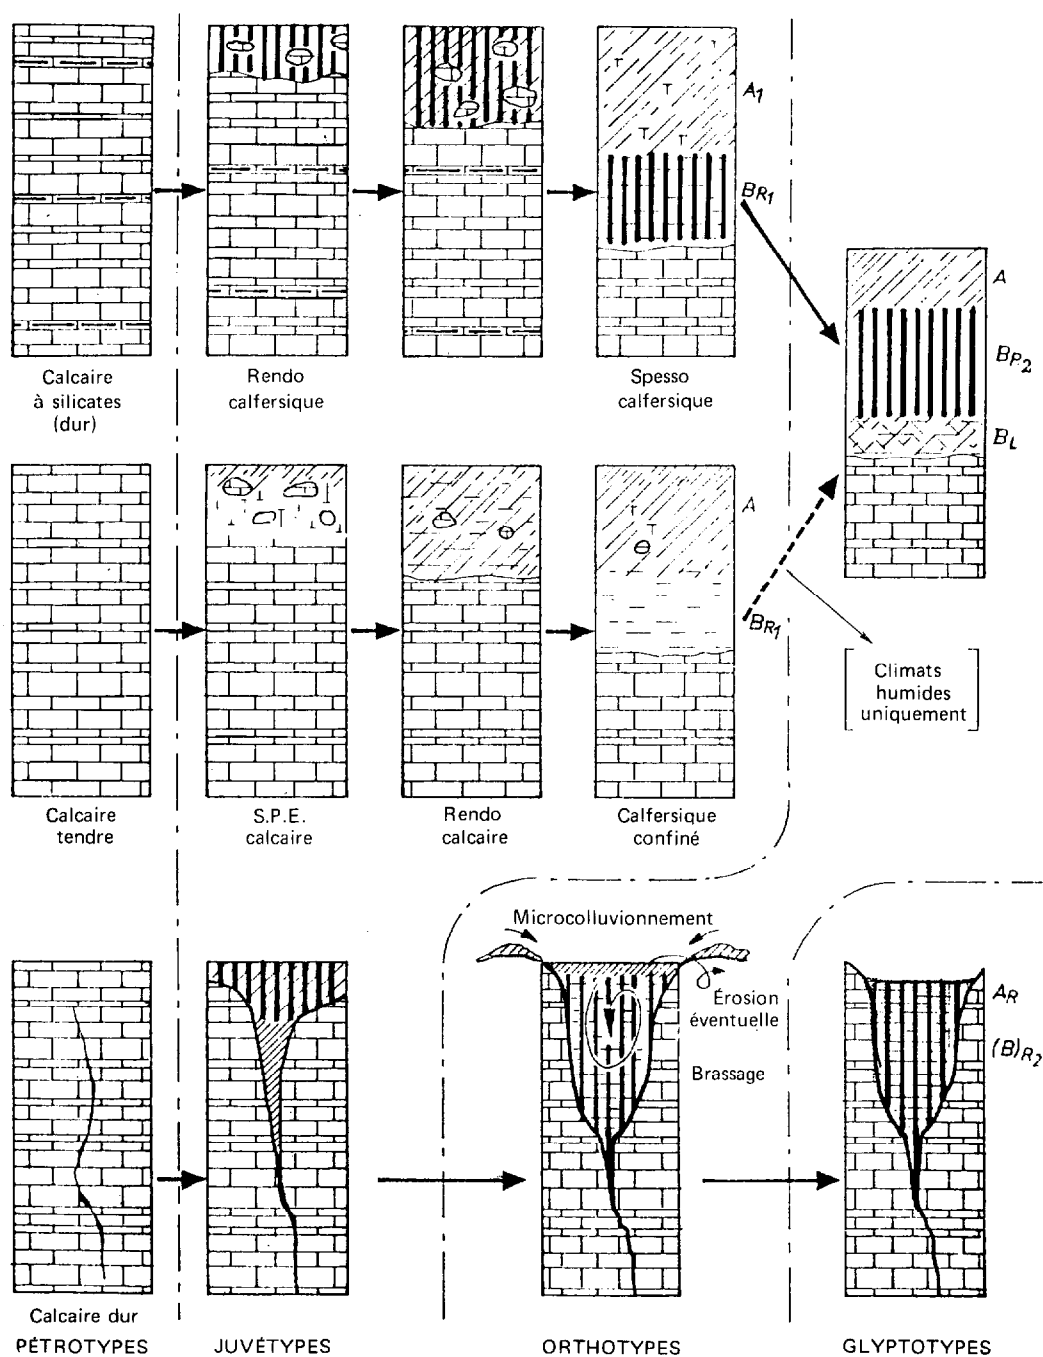 A1
BR1
Calcaire
à silicates
(dur)
Rendo
calfersique
Spesso
calfersique
A
BP2
BL
A
BR1
Climats
humides
uniquement
Calcaire
tendre
S.P.E.
calcaire
Rendo
calcaire
Calfersique
confiné
Microcolluvionnement
Érosion
éventuelle
Brassage
AR
(B)R2
Calcaire dur
PÉTROTYPES
JUVÉTYPES
ORTHOTYPES
GLYPTOTYPES